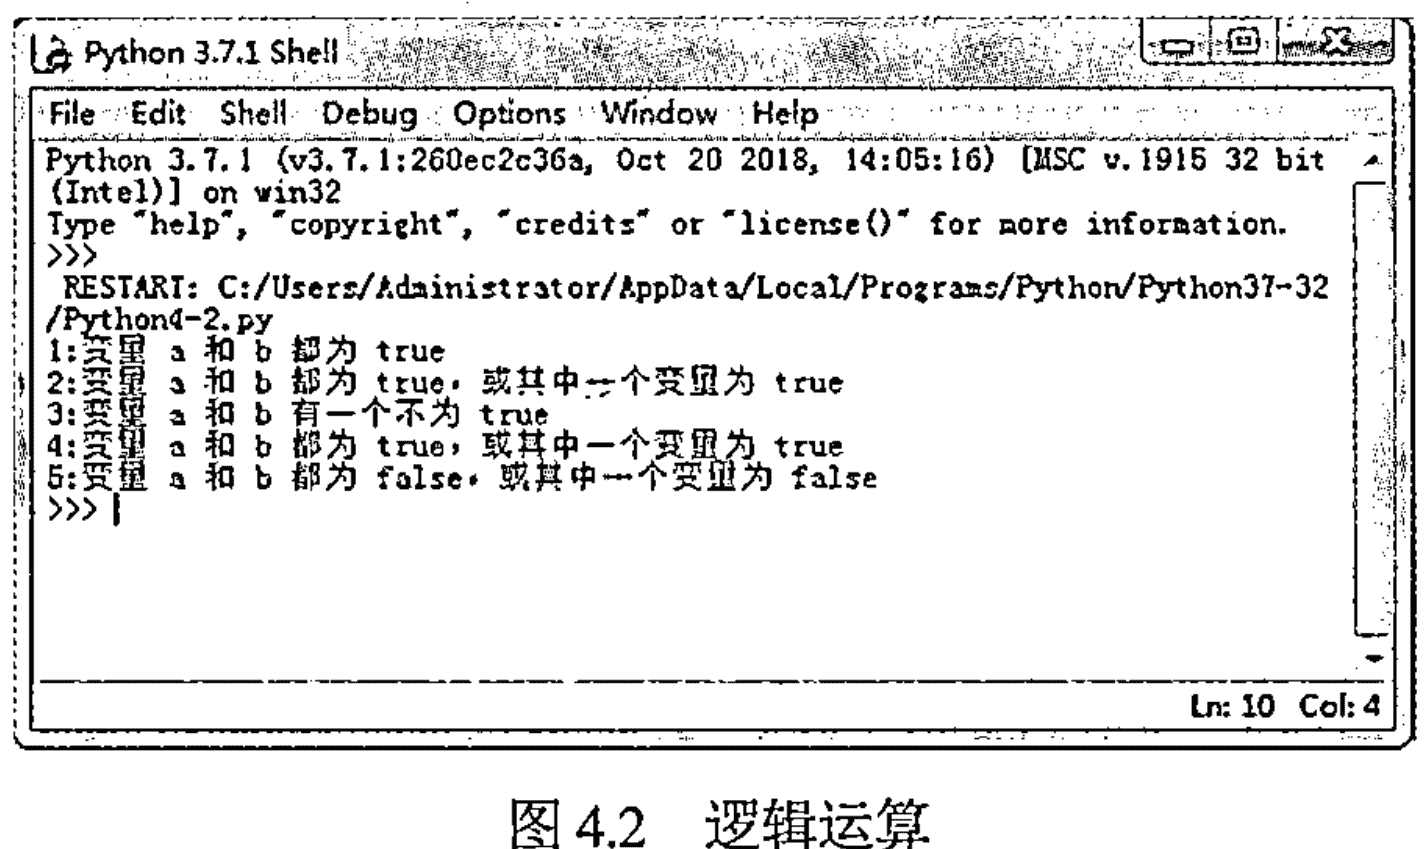 Python 3.7.1 Shell
File Edit Shell Debug Options Window Help
Python 3.7.1 (v3.7.1:260ec2c36a, Oct 20 2018, 14:05:16) [MSC v.1915 32 bit
(Intel)] on win32
Type "help", "copyright", "credits" or "license()" for more information.
>>>
RESTART: C:/Users/Administrator/AppData/Local/Programs/Python/Python37-32
/Python4-2.py
1:变量 a 和 b 都为 true
2:变量 a 和 b 都为 true，或其中一个变量为 true
3:变量 a 和 b 有一个不为 true
4:变量 a 和 b 都为 true，或其中一个变量为 true
5:变量 a 和 b 都为 false，或其中一个变量为 false
>>>
Ln: 10 Col: 4
图 4.2 逻辑运算